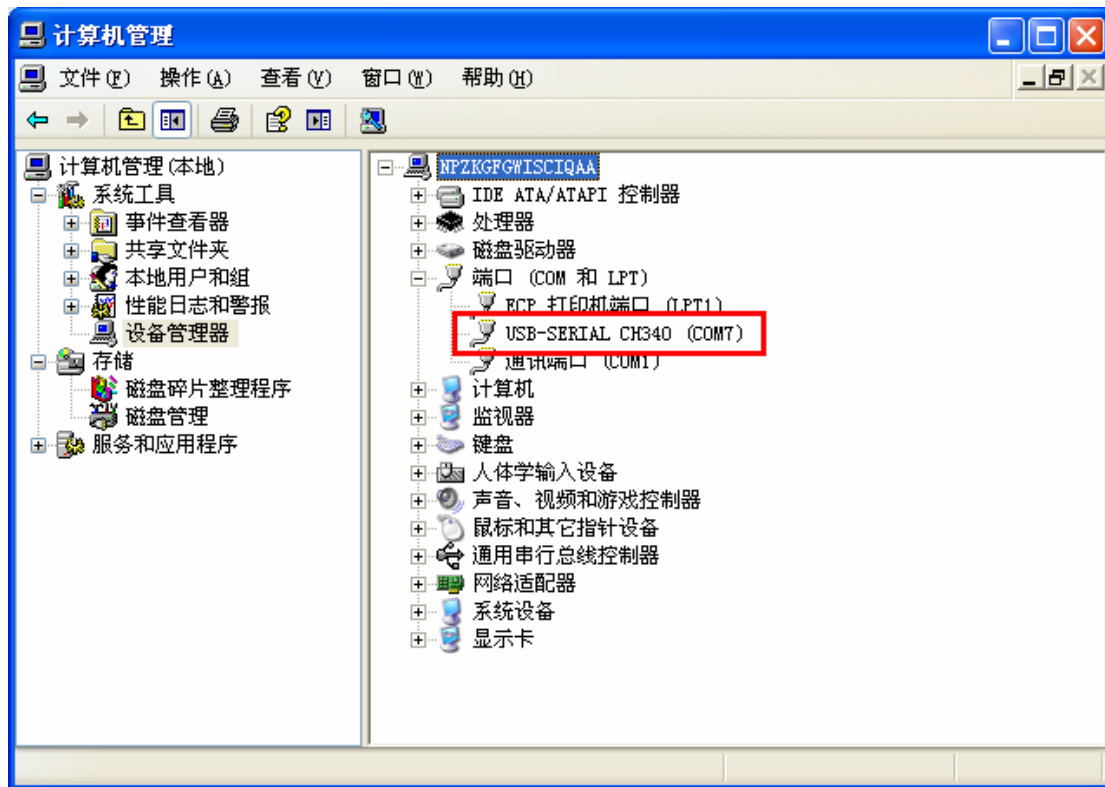 计算机管理
文件(F) 操作(A) 查看(V) 窗口(W) 帮助(H)
计算机管理(本地)
系统工具
事件查看器
共享文件夹
本地用户和组
性能日志和警报
设备管理器
存储
磁盘碎片整理程序
磁盘管理
服务和应用程序
NPZKGFGWISCIQAA
IDE ATA/ATAPI 控制器
处理器
磁盘驱动器
端口 (COM 和 LPT)
ECP 打印机端口 (LPT1)
USB-SERIAL CH340 (COM7)
通讯端口 (COM1)
计算机
监视器
键盘
人体学输入设备
声音、视频和游戏控制器
鼠标和其它指针设备
通用串行总线控制器
网络适配器
系统设备
显示卡